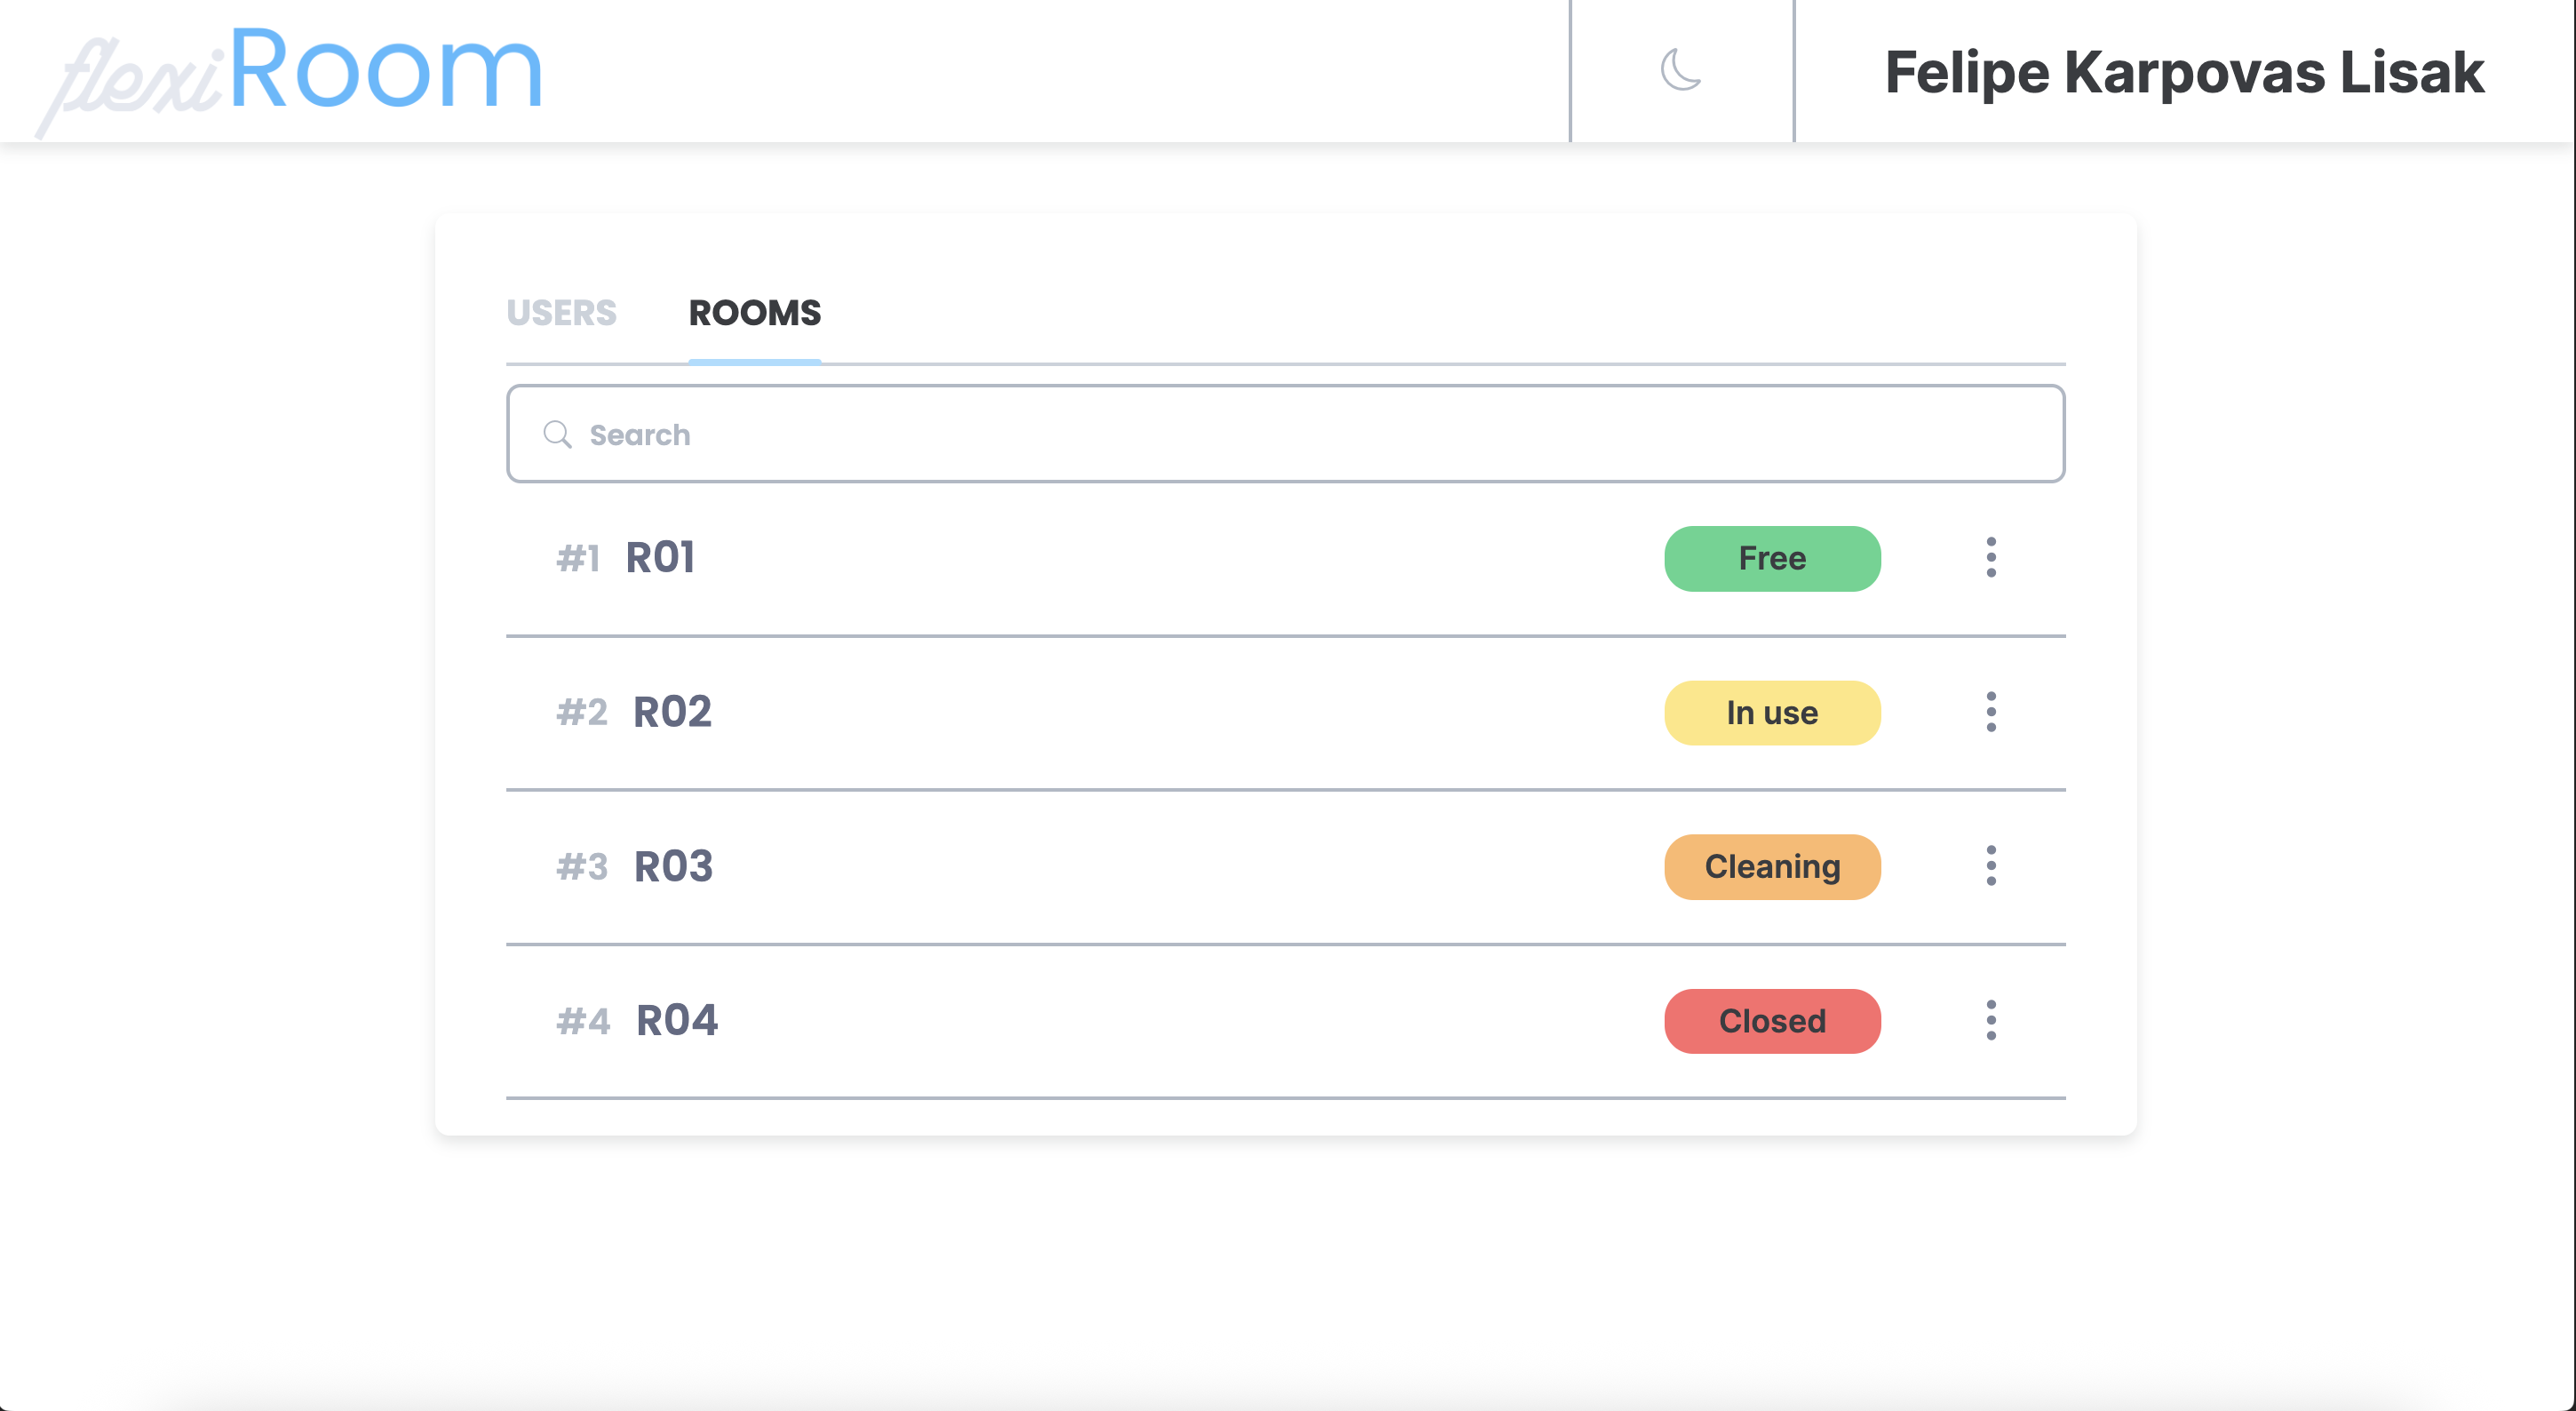 flexiRoom
Felipe Karpovas Lisak
USERS ROOMS
Search
#1 R01 Free
#2 R02 In use
#3 R03 Cleaning
#4 R04 Closed